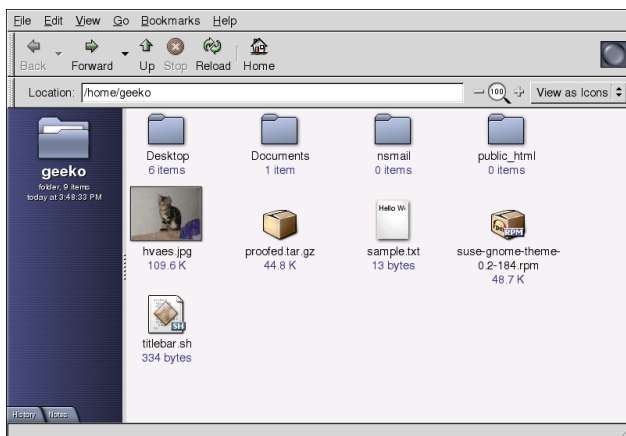 File Edit View Go Bookmarks Help
Back Forward Up Stop Reload Home
Location: /home/geeko 100 View as Icons
geeko
folder, 9 items
today at 3:48:33 PM
Desktop
6 items
Documents
1 item
nsmail
0 items
public_html
0 items
hvaes.jpg
109.6 K
proofed.tar.gz
44.8 K
Hello W
sample.txt
13 bytes
RPM
suse-gnome-theme-
0.2-184.rpm
48.7 K
SH
titlebar.sh
334 bytes
History Notes